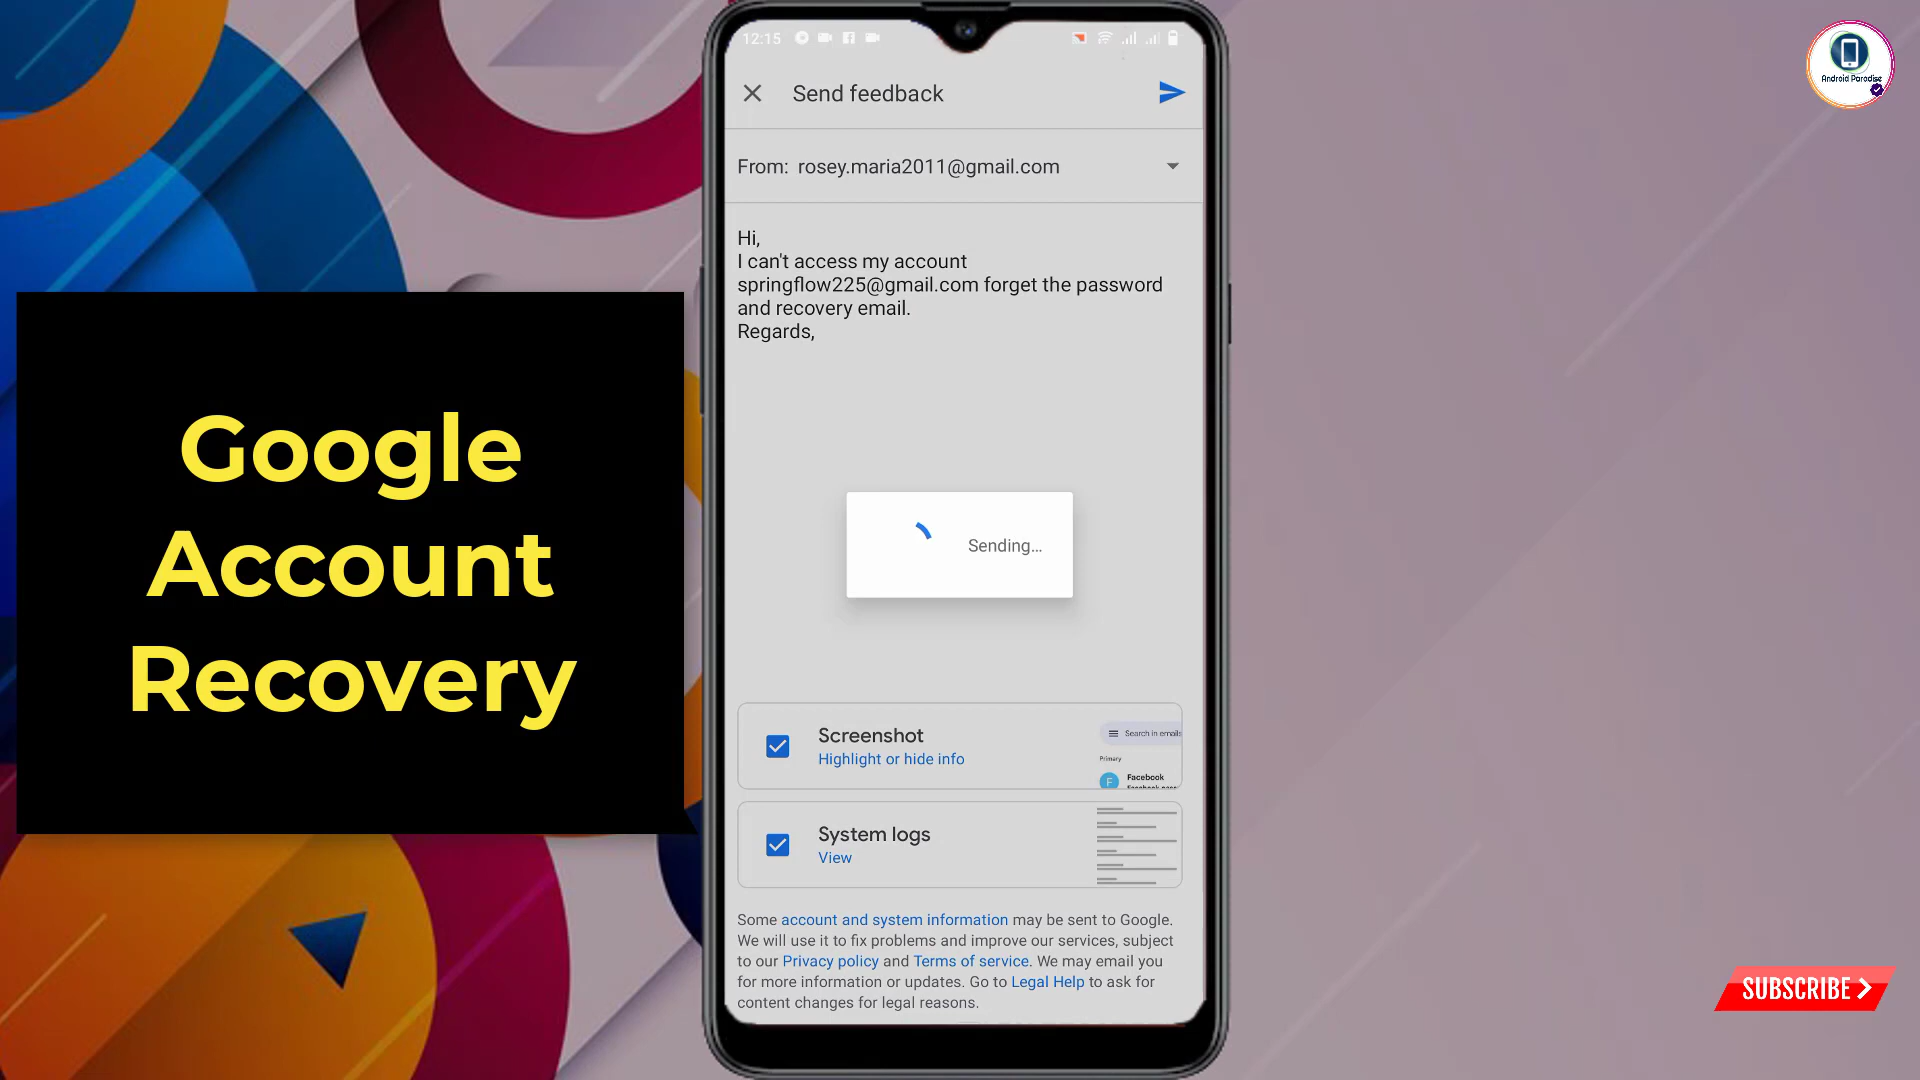 12:15
Send feedback
From: rosey.maria2011@gmail.com
Hi,
I can't access my account
springflow225@gmail.com forget the password
and recovery email.
Regards,
Sending...
Screenshot
Highlight or hide info
Search in emails
Primary
F
Facebook
System logs
View
Some account and system information may be sent to Google.
We will use it to fix problems and improve our services, subject
to our Privacy policy and Terms of service. We may email you
for more information or updates. Go to Legal Help to ask for
content changes for legal reasons.
Google
Account
Recovery
Android Paradise
SUBSCRIBE